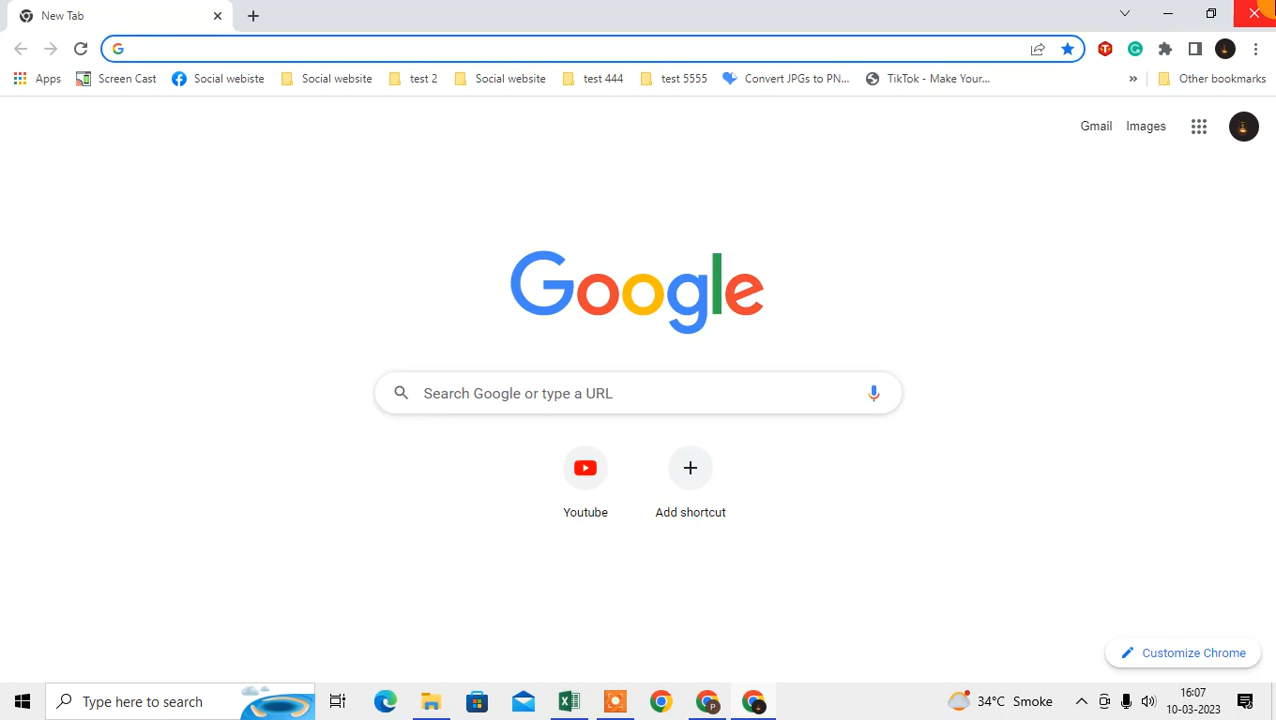 New Tab
Apps Screen Cast Social webiste Social website test 2 Social website test 444 test 5555 Convert JPGs to PN... TikTok - Make Your... » Other bookmarks
Gmail Images
Google
Search Google or type a URL
Youtube Add shortcut
Customize Chrome
Type here to search 34°C Smoke 16:07
10-03-2023